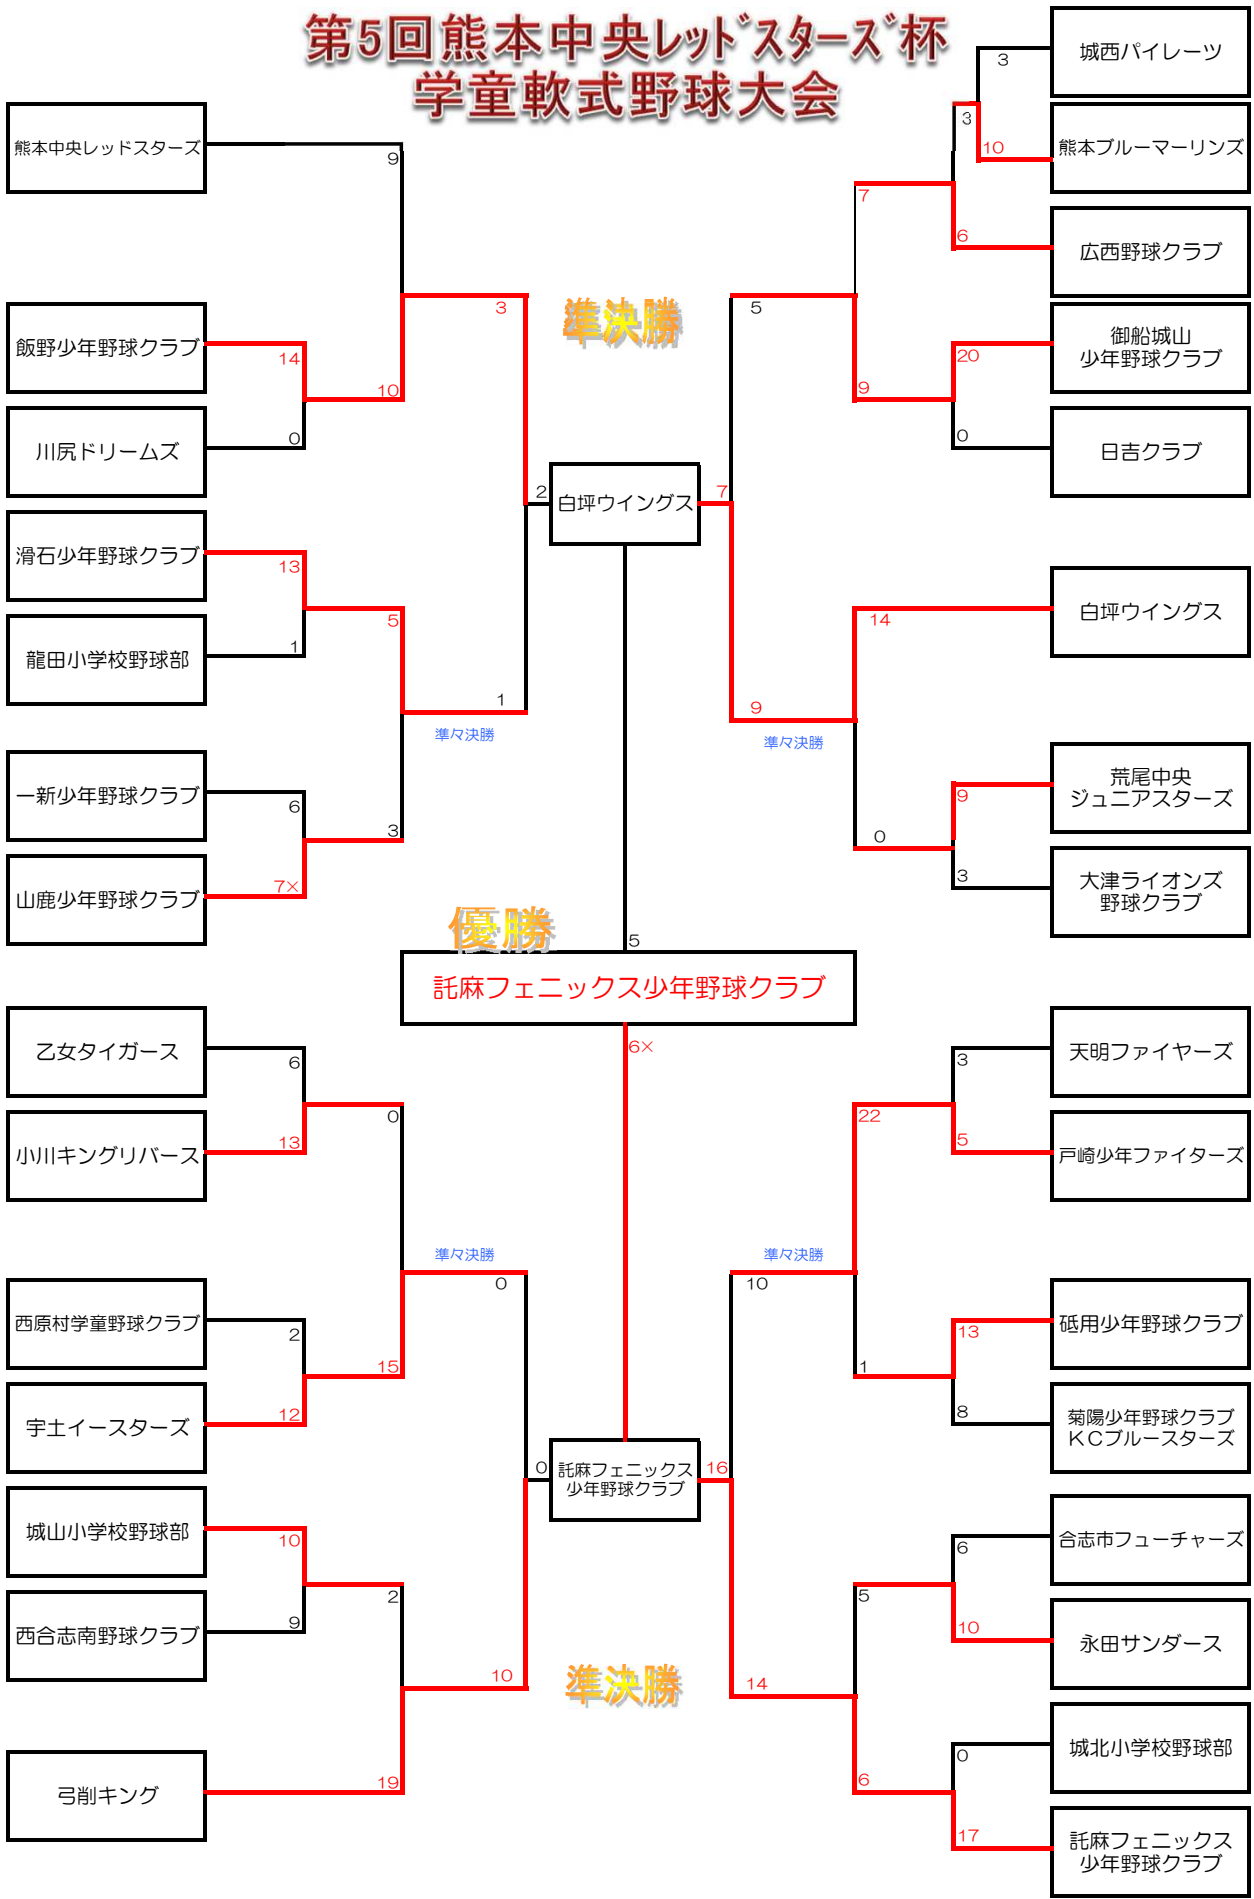 第5回熊本中央レッドスターズ杯
学童軟式野球大会
熊本中央レッドスターズ
9
飯野少年野球クラブ
14
10
3
川尻ドリームズ
0
滑石少年野球クラブ
13
5
龍田小学校野球部
1
1
準々決勝
一新少年野球クラブ
6
3
山鹿少年野球クラブ
7×
準決勝
2
白坪ウイングス
7
城西パイレーツ
3
3
熊本ブルーマーリンズ
10
7
広西野球クラブ
6
5
御船城山
少年野球クラブ
20
9
日吉クラブ
0
白坪ウイングス
14
9
準々決勝
荒尾中央
ジュニアスターズ
9
0
大津ライオンズ
野球クラブ
3
優勝
5
託麻フェニックス少年野球クラブ
6×
乙女タイガース
6
0
小川キングリバース
13
準々決勝
0
西原村学童野球クラブ
2
15
宇土イースターズ
12
城山小学校野球部
10
2
西合志南野球クラブ
9
10
弓削キング
19
0
託麻フェニックス
少年野球クラブ
16
準決勝
天明ファイヤーズ
3
22
戸崎少年ファイターズ
5
準々決勝
10
砥用少年野球クラブ
13
1
菊陽少年野球クラブ
KCブルースターズ
8
合志市フューチャーズ
6
5
永田サンダース
10
14
城北小学校野球部
0
6
託麻フェニックス
少年野球クラブ
17